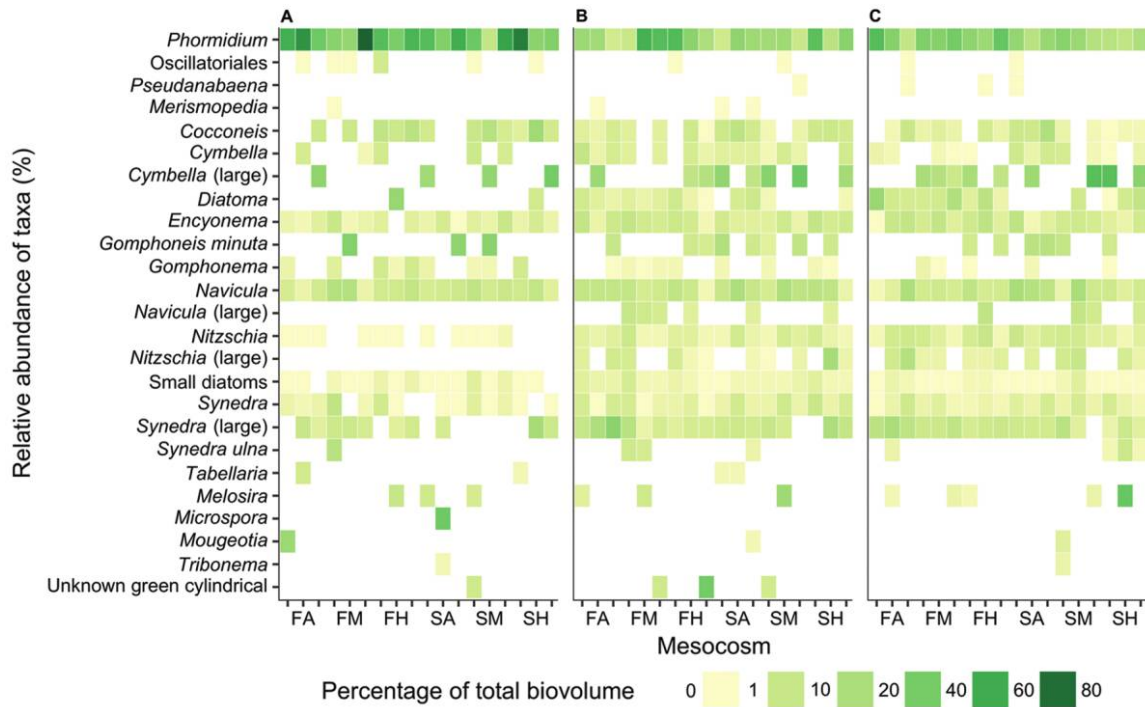 A B C
Relative abundance of taxa (%)
Phormidium
Oscillatoriales
Pseudanabaena
Merismopedia
Cocconeis
Cymbella
Cymbella (large)
Diatoma
Encyonema
Gomphoneis minuta
Gomphonema
Navicula
Navicula (large)
Nitzschia
Nitzschia (large)
Small diatoms
Synedra
Synedra (large)
Synedra ulna
Tabellaria
Melosira
Microspora
Mougeotia
Tribonema
Unknown green cylindrical
FA FM FH SA SM SH FA FM FH SA SM SH FA FM FH SA SM SH
Mesocosm
Percentage of total biovolume 0 1 10 20 40 60 80